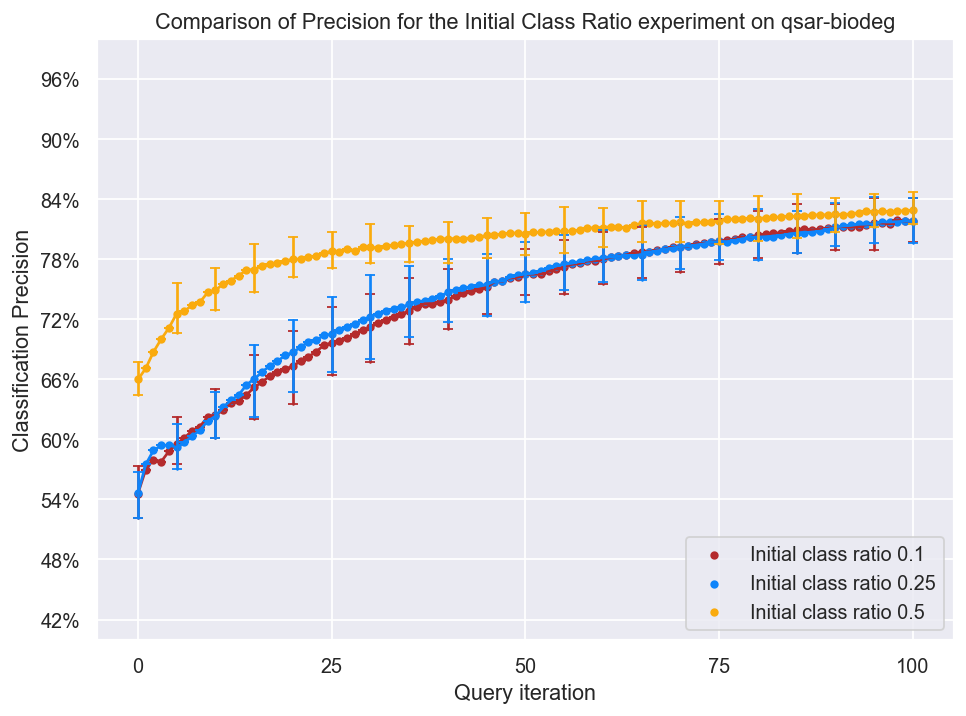 Comparison of Precision for the Initial Class Ratio experiment on qsar-biodeg
96%
90%
84%
78%
72%
66%
60%
54%
48%
42%
Classification Precision
Initial class ratio 0.1
Initial class ratio 0.25
Initial class ratio 0.5
0 25 50 75 100
Query iteration